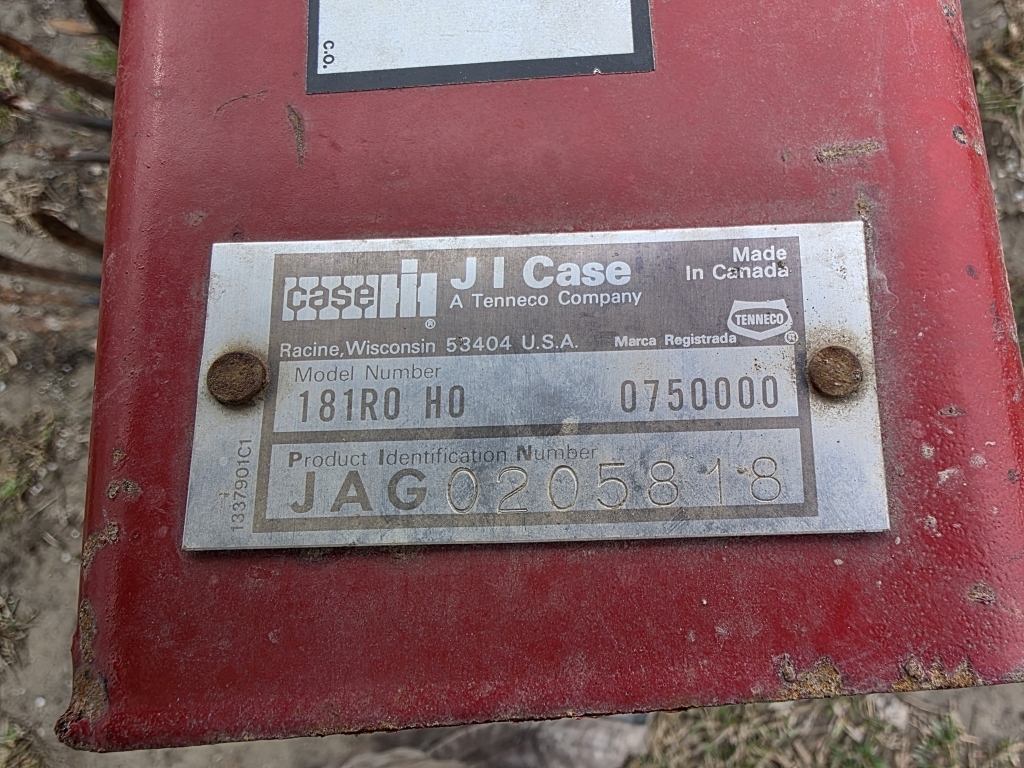 C.O.
case IH ®
J I Case
A Tenneco Company
Made
In Canada
TENNECO
Racine, Wisconsin 53404 U.S.A. Marca Registrada ®
Model Number
181RO HO 0750000
Product Identification Number
JAG0205818
1337901C1